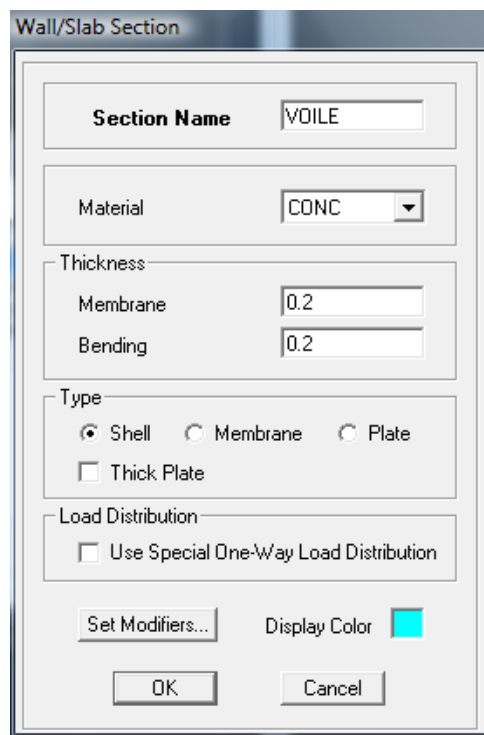 Wall/Slab Section
Section Name VOILE
Material CONC
Thickness
Membrane 0.2
Bending 0.2
Type
Shell Membrane Plate
Thick Plate
Load Distribution
Use Special One-Way Load Distribution
Set Modifiers... Display Color
OK Cancel